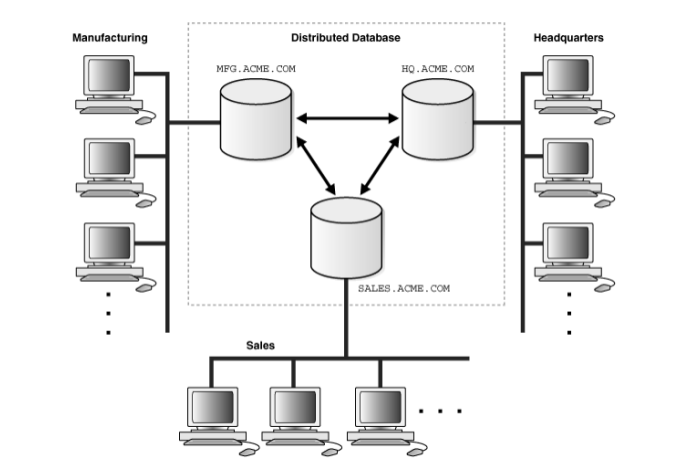 Manufacturing
Distributed Database
Headquarters
MFG.ACME.COM
HQ.ACME.COM
SALES.ACME.COM
Sales